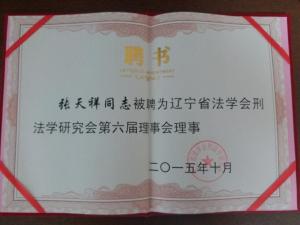 聘书
张天祥同志被聘为辽宁省法学会刑
法学研究会第六届理事会理事
二〇一五年十月